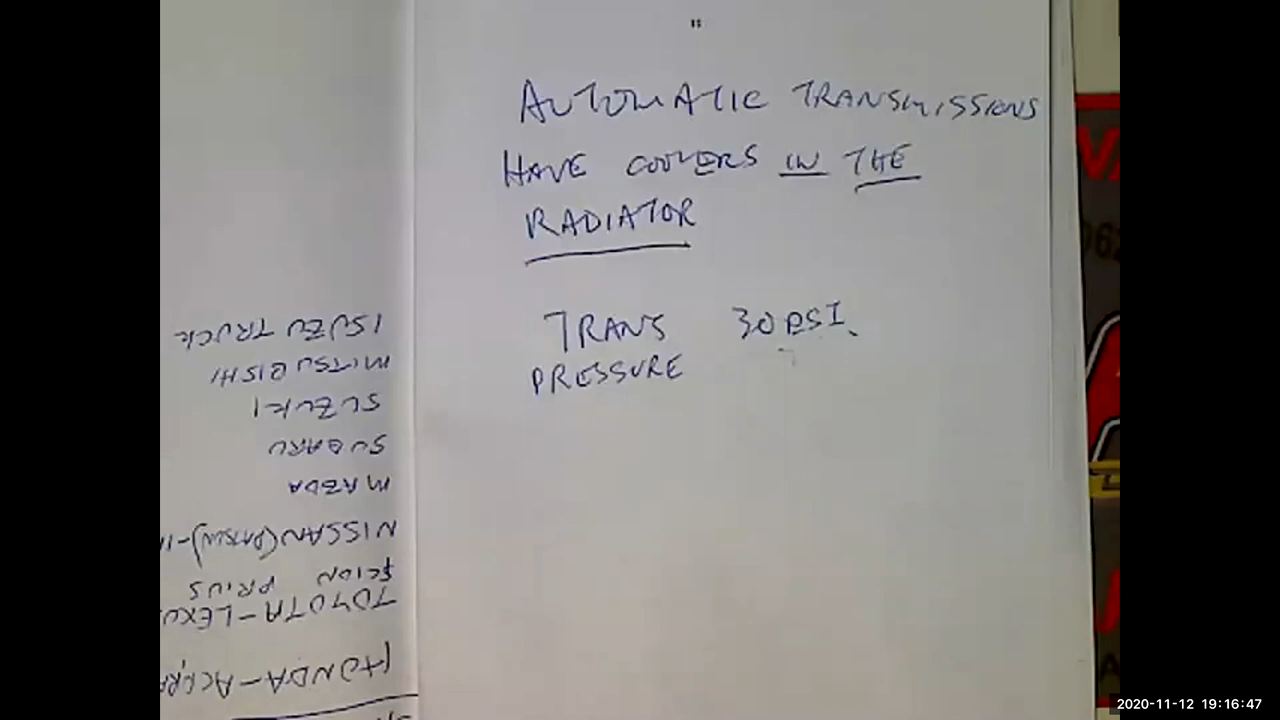 AUTOMATIC TRANSMISSIONS
HAVE COOLERS IN THE
RADIATOR
TRANS 30 PSI.
PRESSURE
HONDA-ACURA
TOYOTA-LEXUS
SCION PRIUS
NISSAN (DATSUN)-
MAZDA
SUBARU
SUZUKI
MITSUBISHI
ISUZU TRUCK
2020-11-12 19:16:47